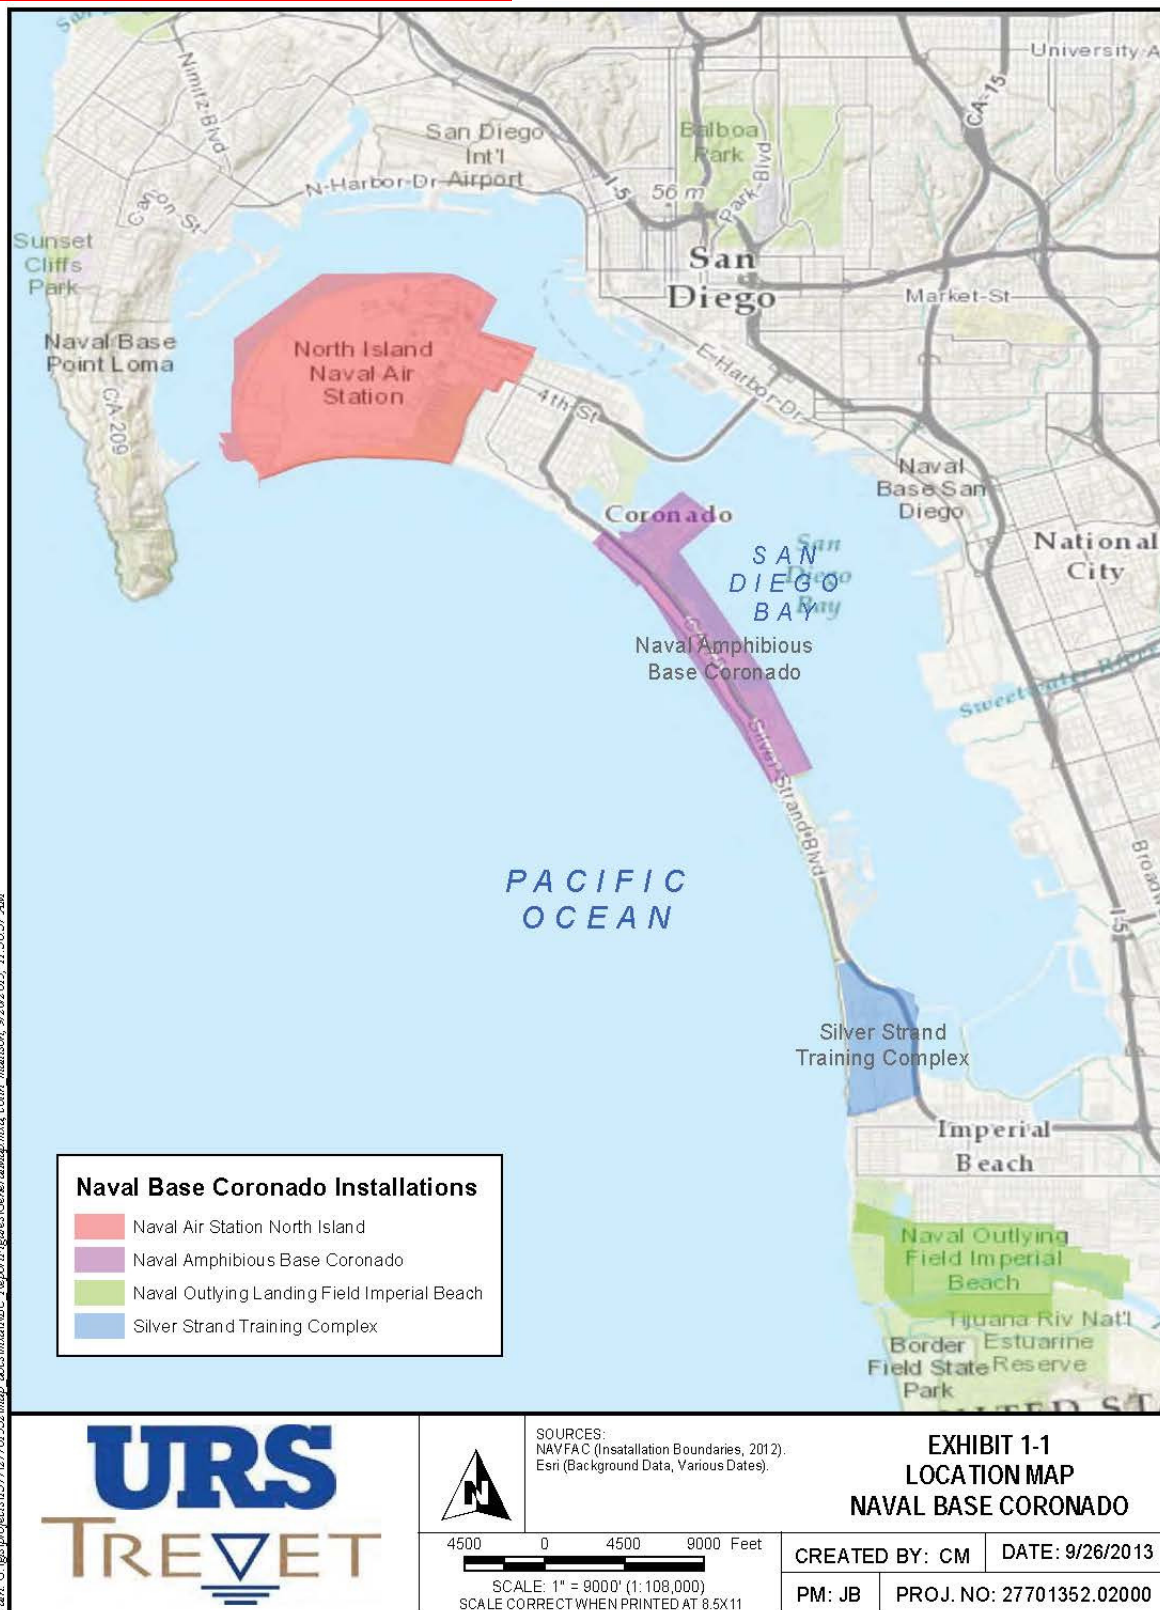 University A
Nimitz Blvd
CA-15
San Diego
Int'l
Airport
Balboa
Park
N-Harbor-Dr
I-5
56 m
Park-Blvd
Sunset
Cliffs
Park
San
Diego
Market-St
Naval Base
Point Loma
CA-209
North Island
Naval Air
Station
E-Harbor-Dr
4th-St
Naval
Base San
Diego
Coronado
National
City
San
Diego
Bay
SAN
DIEGO
BAY
Naval Amphibious
Base Coronado
Sweetwater River
Silver-Strand-Blvd
PACIFIC
OCEAN
I-5
Silver Strand
Training Complex
Imperial
Beach
Naval Outlying
Field Imperial
Beach
Tijuana Riv Nat'l
Estuarine
Reserve
Border
Field State
Park
Naval Base Coronado Installations
Naval Air Station North Island
Naval Amphibious Base Coronado
Naval Outlying Landing Field Imperial Beach
Silver Strand Training Complex
URS
TREVET
N
SOURCES:
NAVFAC (Insatallation Boundaries, 2012).
Esri (Background Data, Various Dates).
4500 0 4500 9000 Feet
SCALE: 1" = 9000' (1:108,000)
SCALE CORRECT WHEN PRINTED AT 8.5X11
EXHIBIT 1-1
LOCATION MAP
NAVAL BASE CORONADO
CREATED BY: CM
DATE: 9/26/2013
PM: JB
PROJ. NO: 27701352.02000